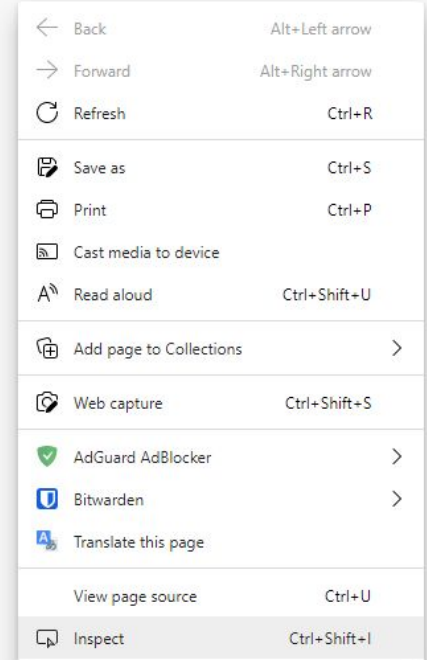 Back Alt+Left arrow
Forward Alt+Right arrow
Refresh Ctrl+R
Save as Ctrl+S
Print Ctrl+P
Cast media to device
Read aloud Ctrl+Shift+U
Add page to Collections
Web capture Ctrl+Shift+S
AdGuard AdBlocker
Bitwarden
Translate this page
View page source Ctrl+U
Inspect Ctrl+Shift+I